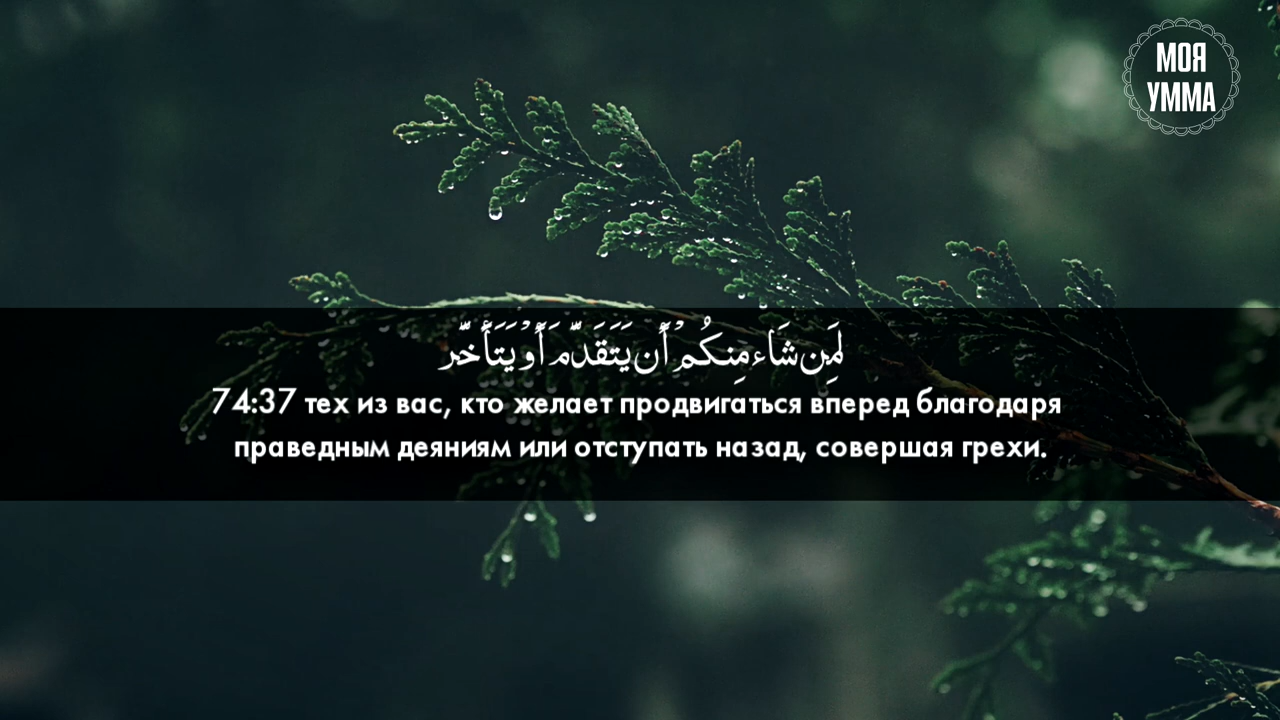 МОЯ
УММА
لِمَن شَاء مِنكُمْ أَن يَتَقَدَّمَ أَوْ يَتَأَخَّرَ
74:37 тех из вас, кто желает продвигаться вперед благодаря
праведным деяниям или отступать назад, совершая грехи.